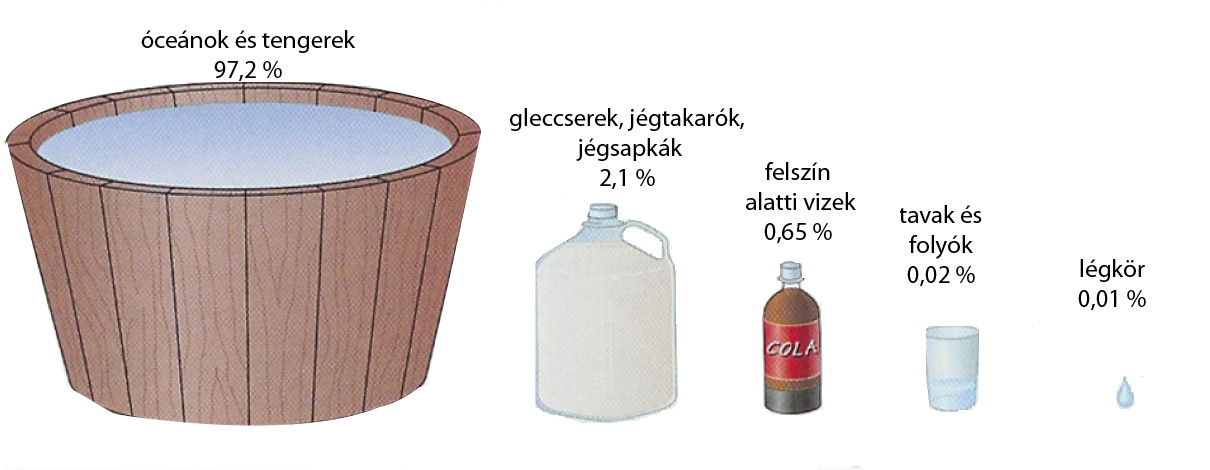 óceánok és tengerek
97,2 %
gleccserek, jégtakarók,
jégsapkák
2,1 %
felszín
alatti vizek
0,65 %
tavak és
folyók
0,02 %
légkör
0,01 %
COLA